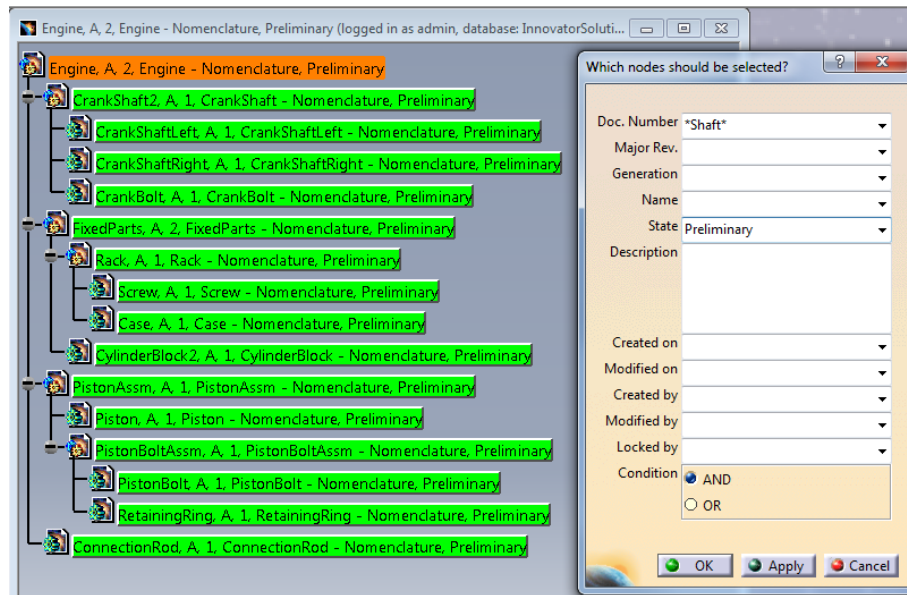 Engine, A, 2, Engine - Nomenclature, Preliminary (logged in as admin, database: InnovatorSoluti...
Engine, A, 2, Engine - Nomenclature, Preliminary
CrankShaft2, A, 1, CrankShaft - Nomenclature, Preliminary
CrankShaftLeft, A, 1, CrankShaftLeft - Nomenclature, Preliminary
CrankShaftRight, A, 1, CrankShaftRight - Nomenclature, Preliminary
CrankBolt, A, 1, CrankBolt - Nomenclature, Preliminary
FixedParts, A, 2, FixedParts - Nomenclature, Preliminary
Rack, A, 1, Rack - Nomenclature, Preliminary
Screw, A, 1, Screw - Nomenclature, Preliminary
Case, A, 1, Case - Nomenclature, Preliminary
CylinderBlock2, A, 1, CylinderBlock - Nomenclature, Preliminary
PistonAssm, A, 1, PistonAssm - Nomenclature, Preliminary
Piston, A, 1, Piston - Nomenclature, Preliminary
PistonBoltAssm, A, 1, PistonBoltAssm - Nomenclature, Preliminary
PistonBolt, A, 1, PistonBolt - Nomenclature, Preliminary
RetainingRing, A, 1, RetainingRing - Nomenclature, Preliminary
ConnectionRod, A, 1, ConnectionRod - Nomenclature, Preliminary
Which nodes should be selected?
?
Doc. Number *Shaft*
Major Rev.
Generation
Name
State Preliminary
Description
Created on
Modified on
Created by
Modified by
Locked by
Condition AND
OR
OK Apply Cancel